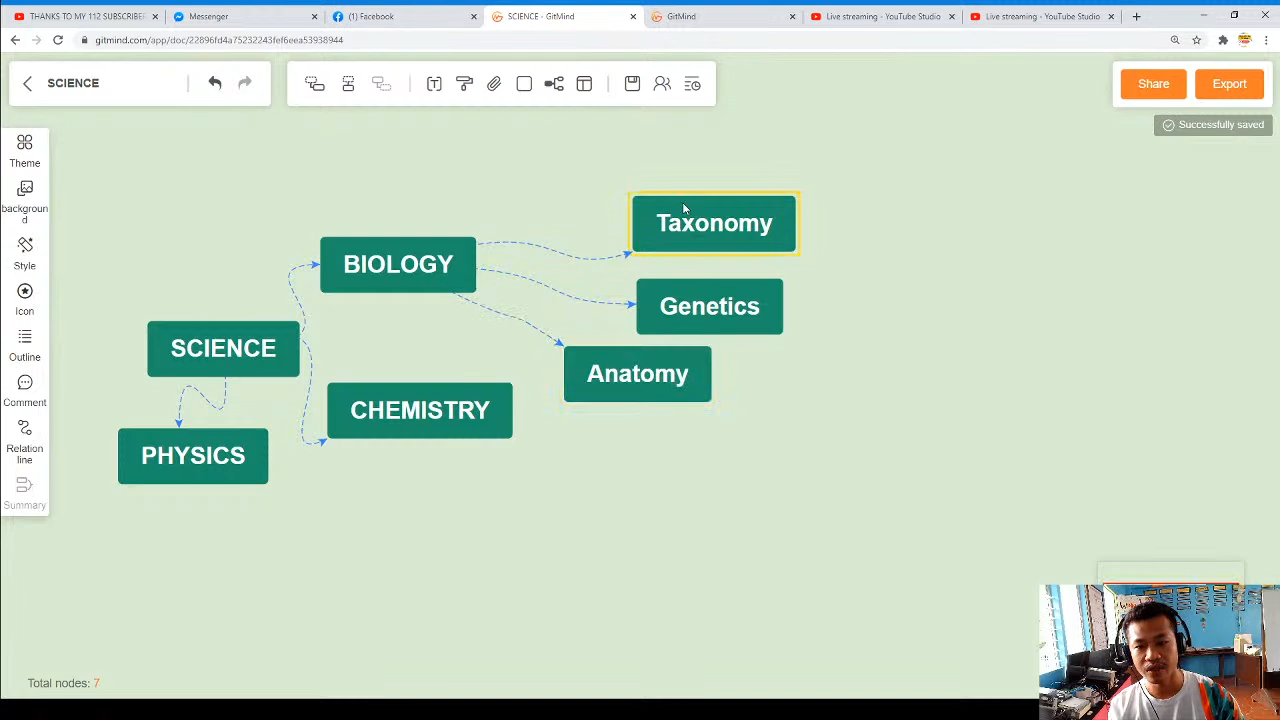 THANKS TO MY 112 SUBSCRIBE
Messenger
(1) Facebook
SCIENCE - GitMind
GitMind
Live streaming - YouTube Studio
Live streaming - YouTube Studio
gitmind.com/app/doc/22896fd4a75232243fef6eea53938944
SCIENCE
Share
Export
Successfully saved
Theme
backgroun
d
Style
Icon
Outline
Comment
Relation
line
Summary
Taxonomy
BIOLOGY
Genetics
SCIENCE
Anatomy
CHEMISTRY
PHYSICS
Total nodes: 7